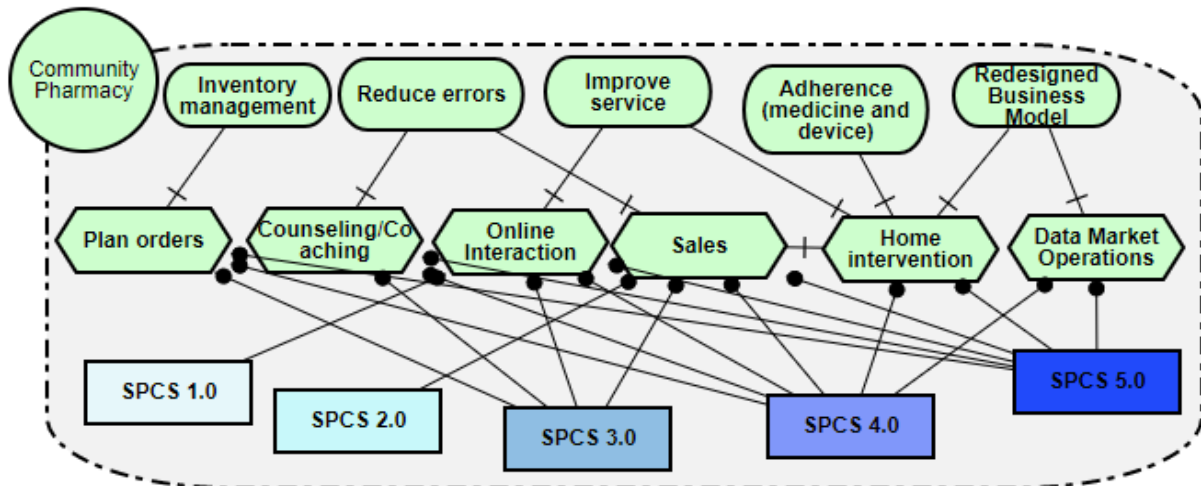 Community
Pharmacy
Inventory
management
Reduce errors
Improve
service
Adherence
(medicine and
device)
Redesigned
Business
Model
Plan orders
Counseling/Co
aching
Online
Interaction
Sales
Home
intervention
Data Market
Operations
SPCS 1.0
SPCS 2.0
SPCS 3.0
SPCS 4.0
SPCS 5.0